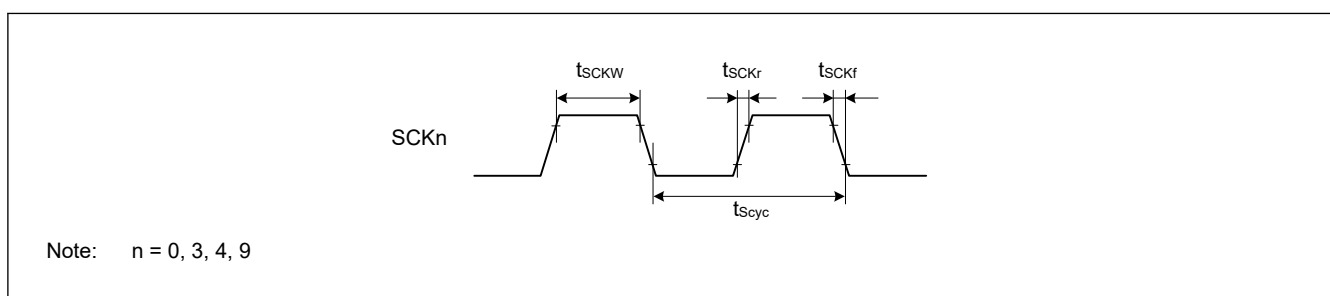 tSCKW tSCKr tSCKf
SCKn
tScyc
Note: n = 0, 3, 4, 9